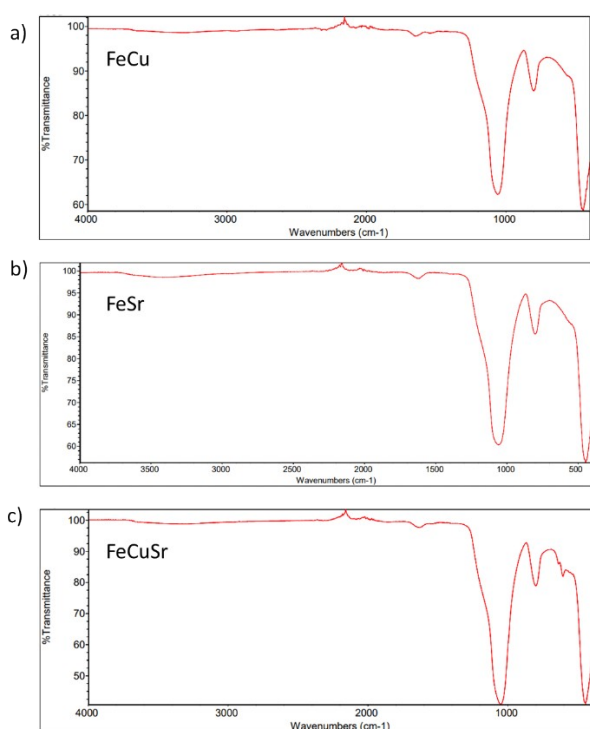 a)
FeCu
%Transmittance
100
90
80
70
60
4000 3000 2000 1000
Wavenumbers (cm-1)
b)
FeSr
%Transmittance
100
95
90
85
80
75
70
65
60
4000 3500 3000 2500 2000 1500 1000 500
Wavenumbers (cm-1)
c)
FeCuSr
%Transmittance
100
90
80
70
60
50
4000 3000 2000 1000
Wavenumbers (cm-1)